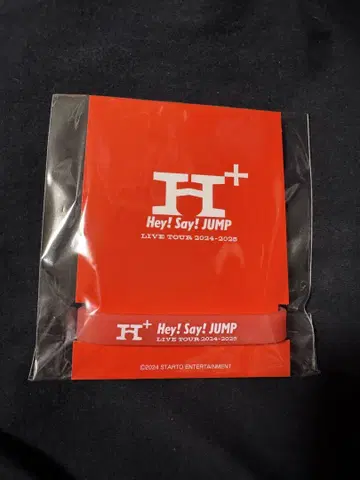 H+
Hey! Say! JUMP
LIVE TOUR 2024-2025
H+ Hey! Say! JUMP
LIVE TOUR 2024-2025
©2024 STARTO ENTERTAINMENT